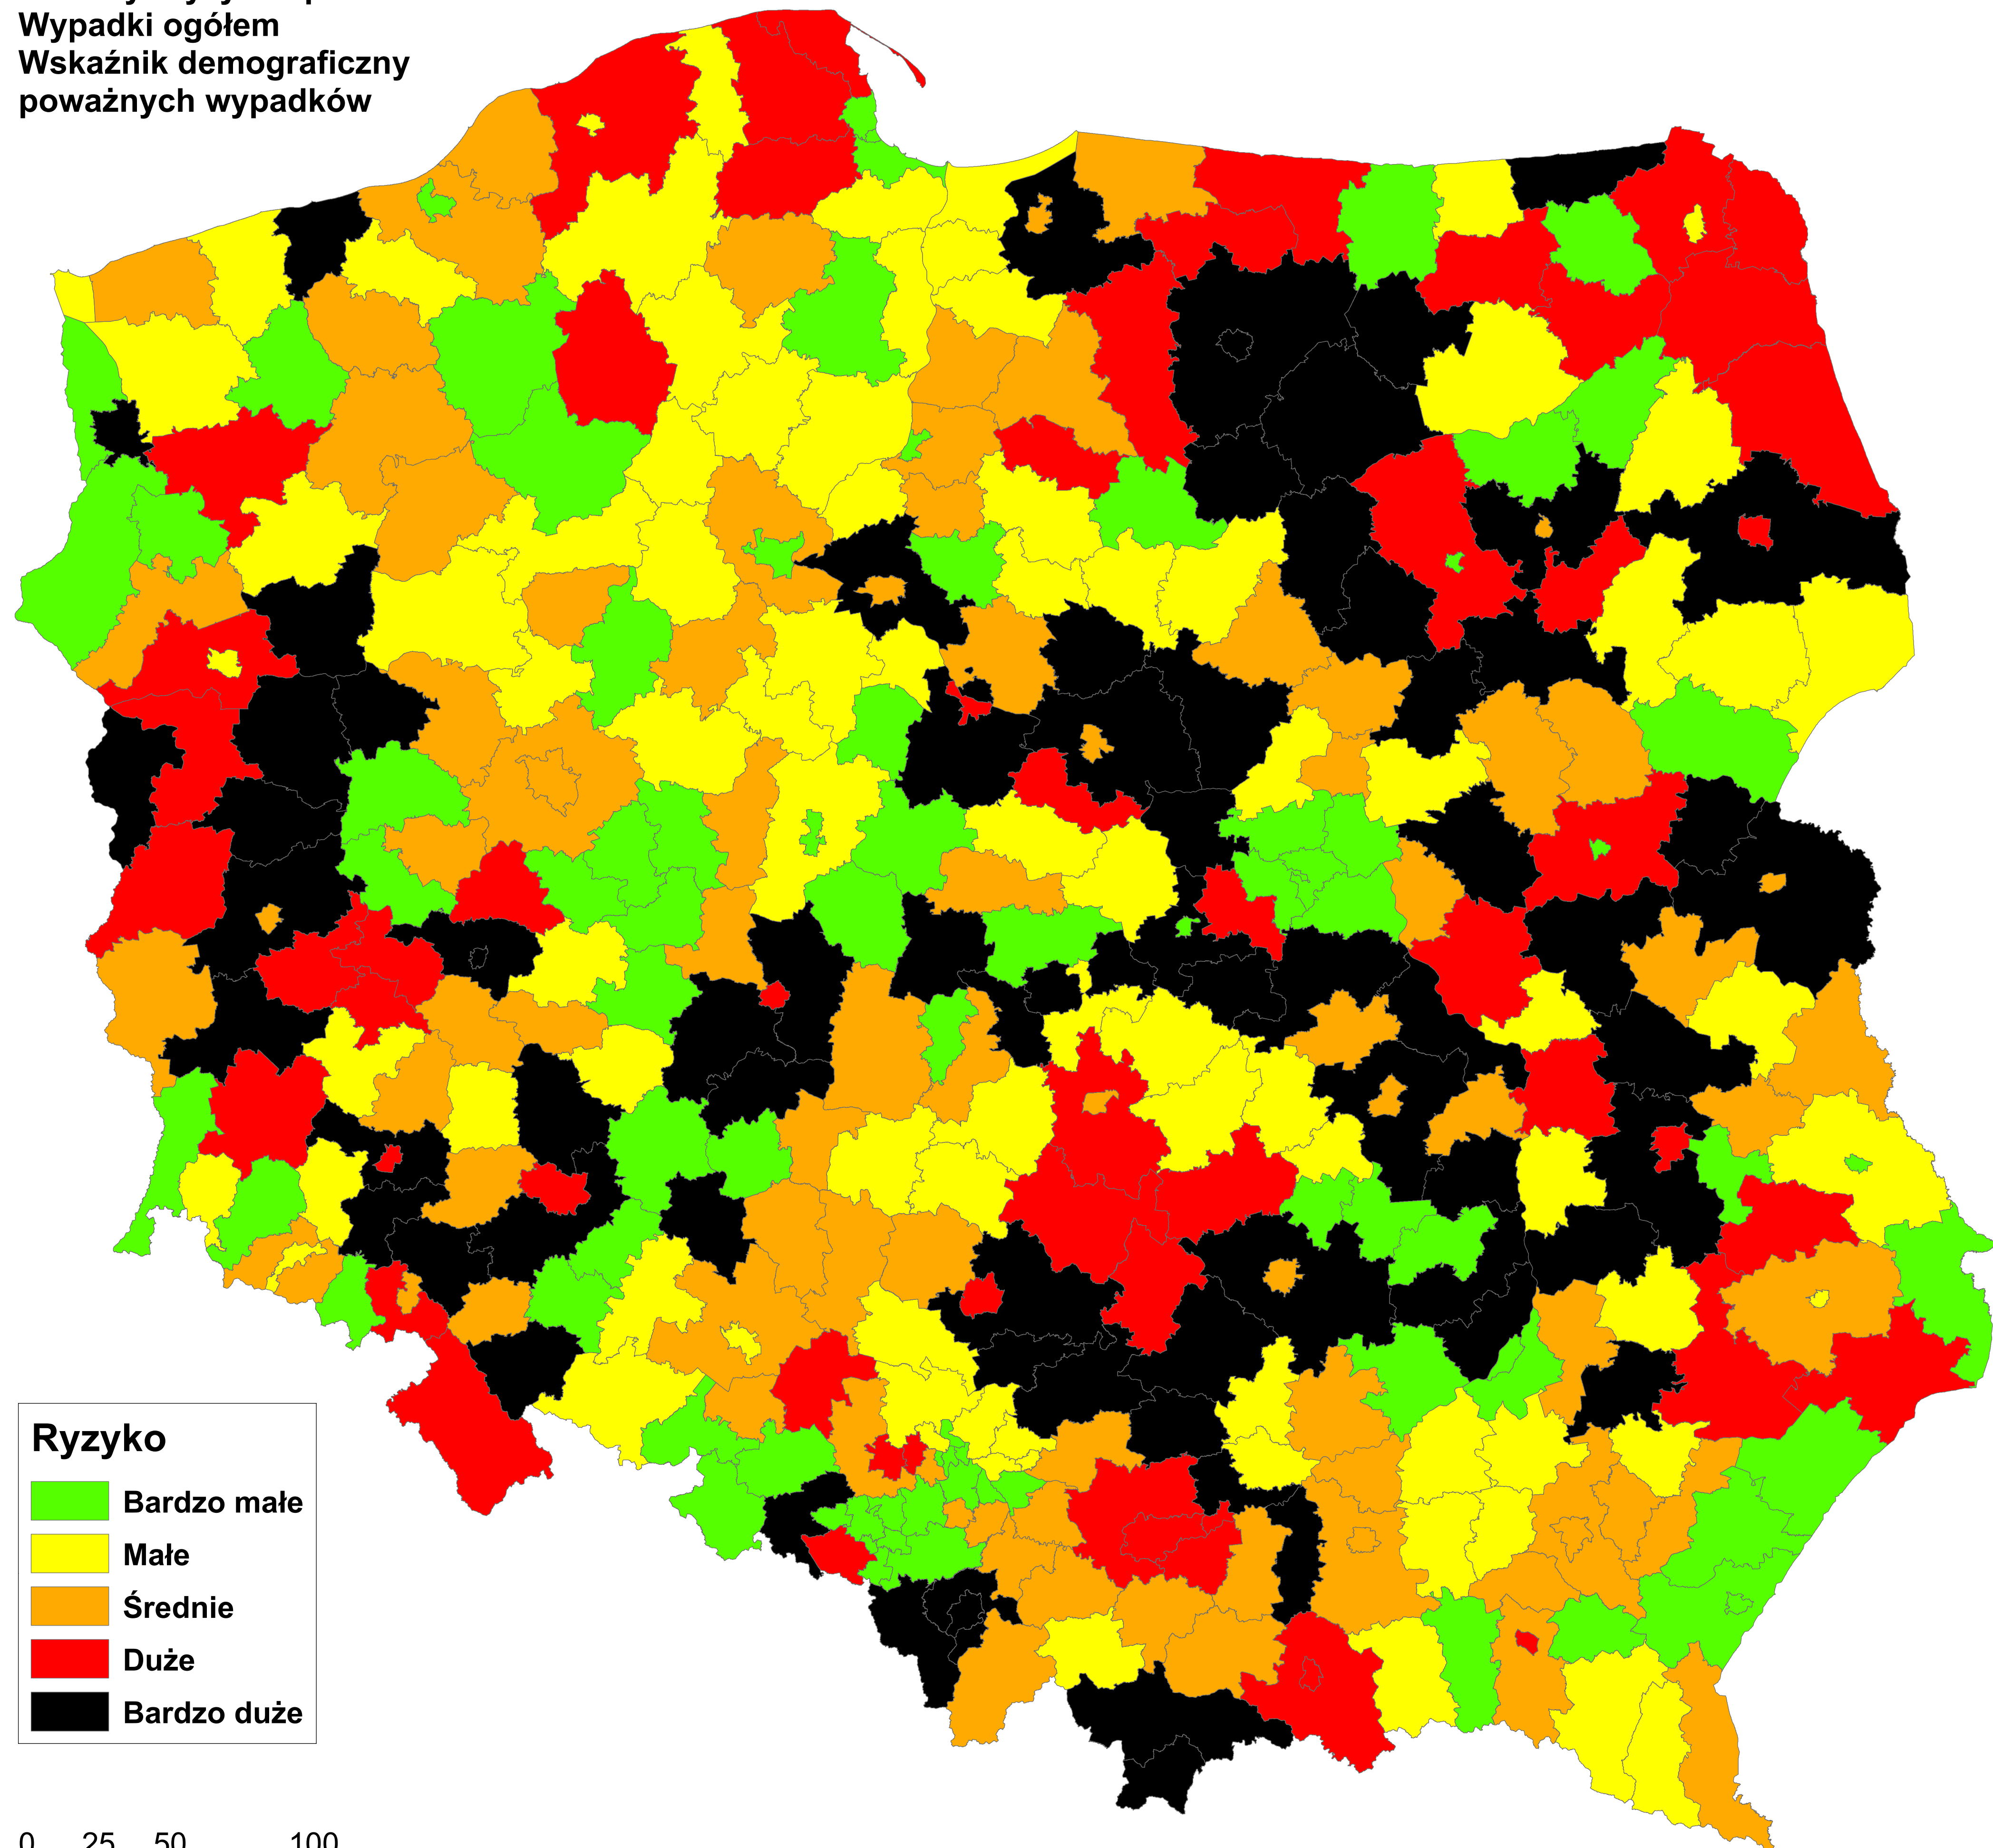 Wypadki ogółem
Wskaźnik demograficzny
poważnych wypadków
Ryzyko
Bardzo małe
Małe
Średnie
Duże
Bardzo duże
0 25 50 100